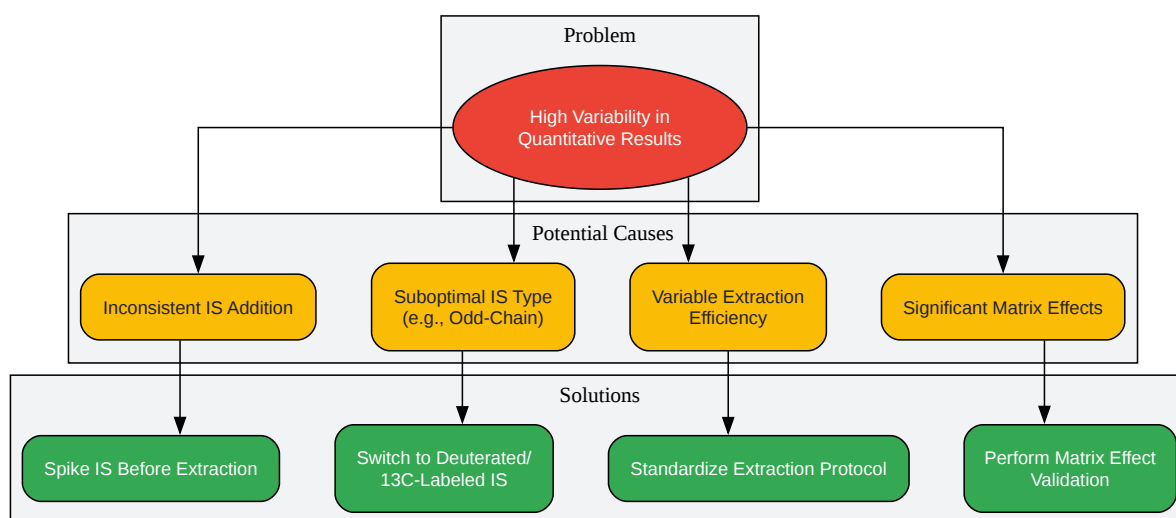 Problem
High Variability in
Quantitative Results
Potential Causes
Inconsistent IS Addition
Suboptimal IS Type
(e.g., Odd-Chain)
Variable Extraction
Efficiency
Significant Matrix Effects
Solutions
Spike IS Before Extraction
Switch to Deuterated/
13C-Labeled IS
Standardize Extraction Protocol
Perform Matrix Effect
Validation